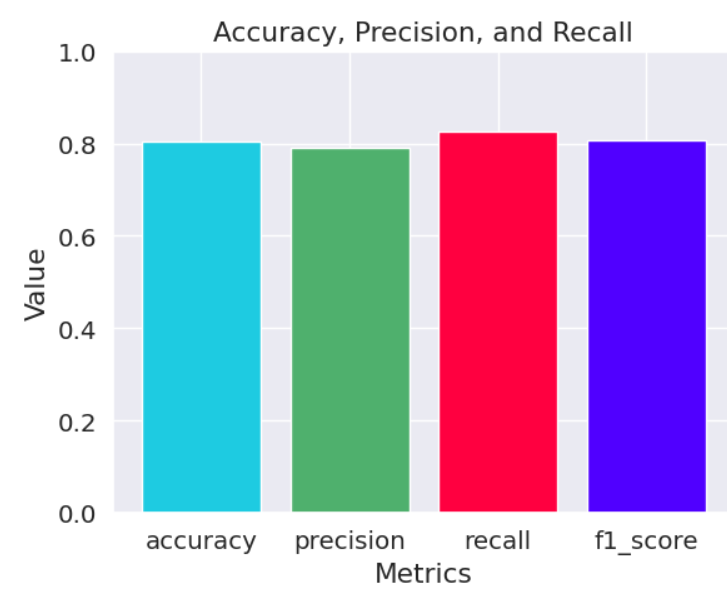 Accuracy, Precision, and Recall
1.0
0.8
0.6
0.4
0.2
0.0
Value
accuracy precision recall f1_score
Metrics